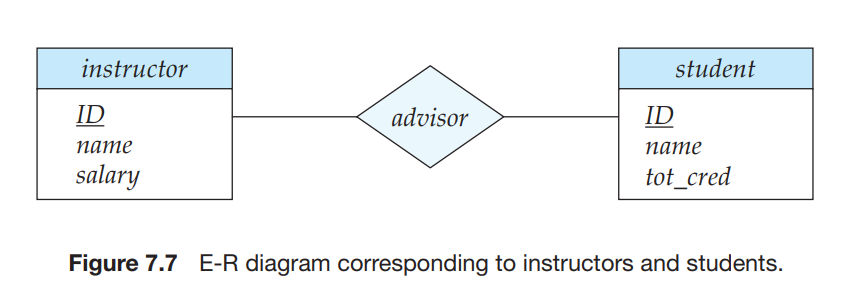 instructor
ID
name
salary
advisor
student
ID
name
tot_cred
Figure 7.7 E-R diagram corresponding to instructors and students.